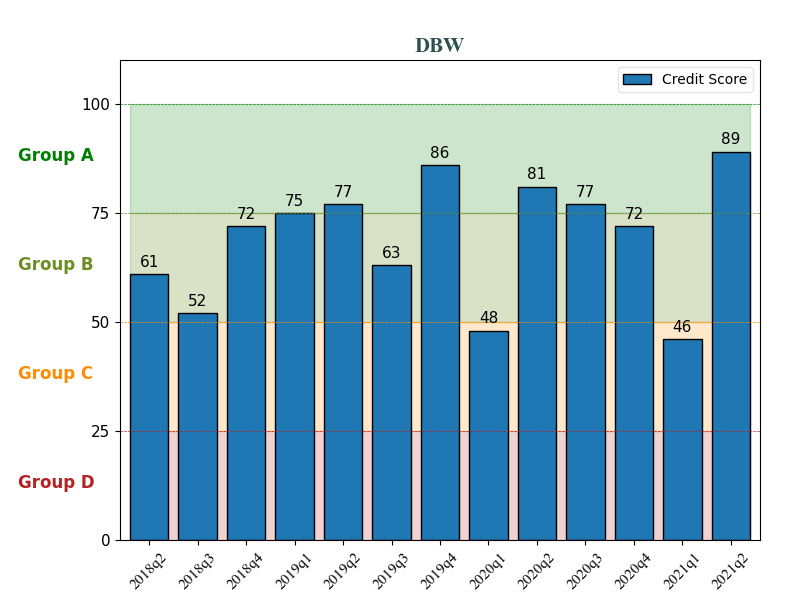 DBW
Credit Score
100
75
50
25
0
Group A
Group B
Group C
Group D
61
52
72
75
77
63
86
48
81
77
72
46
89
2018q2
2018q3
2018q4
2019q1
2019q2
2019q3
2019q4
2020q1
2020q2
2020q3
2020q4
2021q1
2021q2